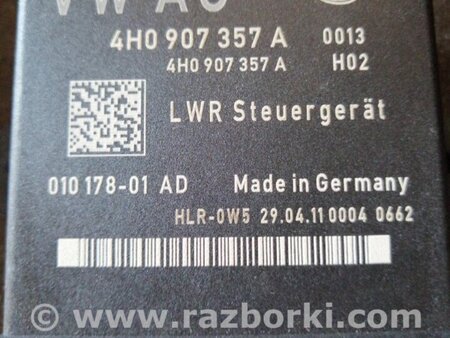 VW AG
4H0 907 357 A 0013
4H0 907 357 A H02
LWR Steuergerät
010 178-01 AD Made in Germany
HLR-0W5 29.04.11 0004 0662
© www.razborki.com